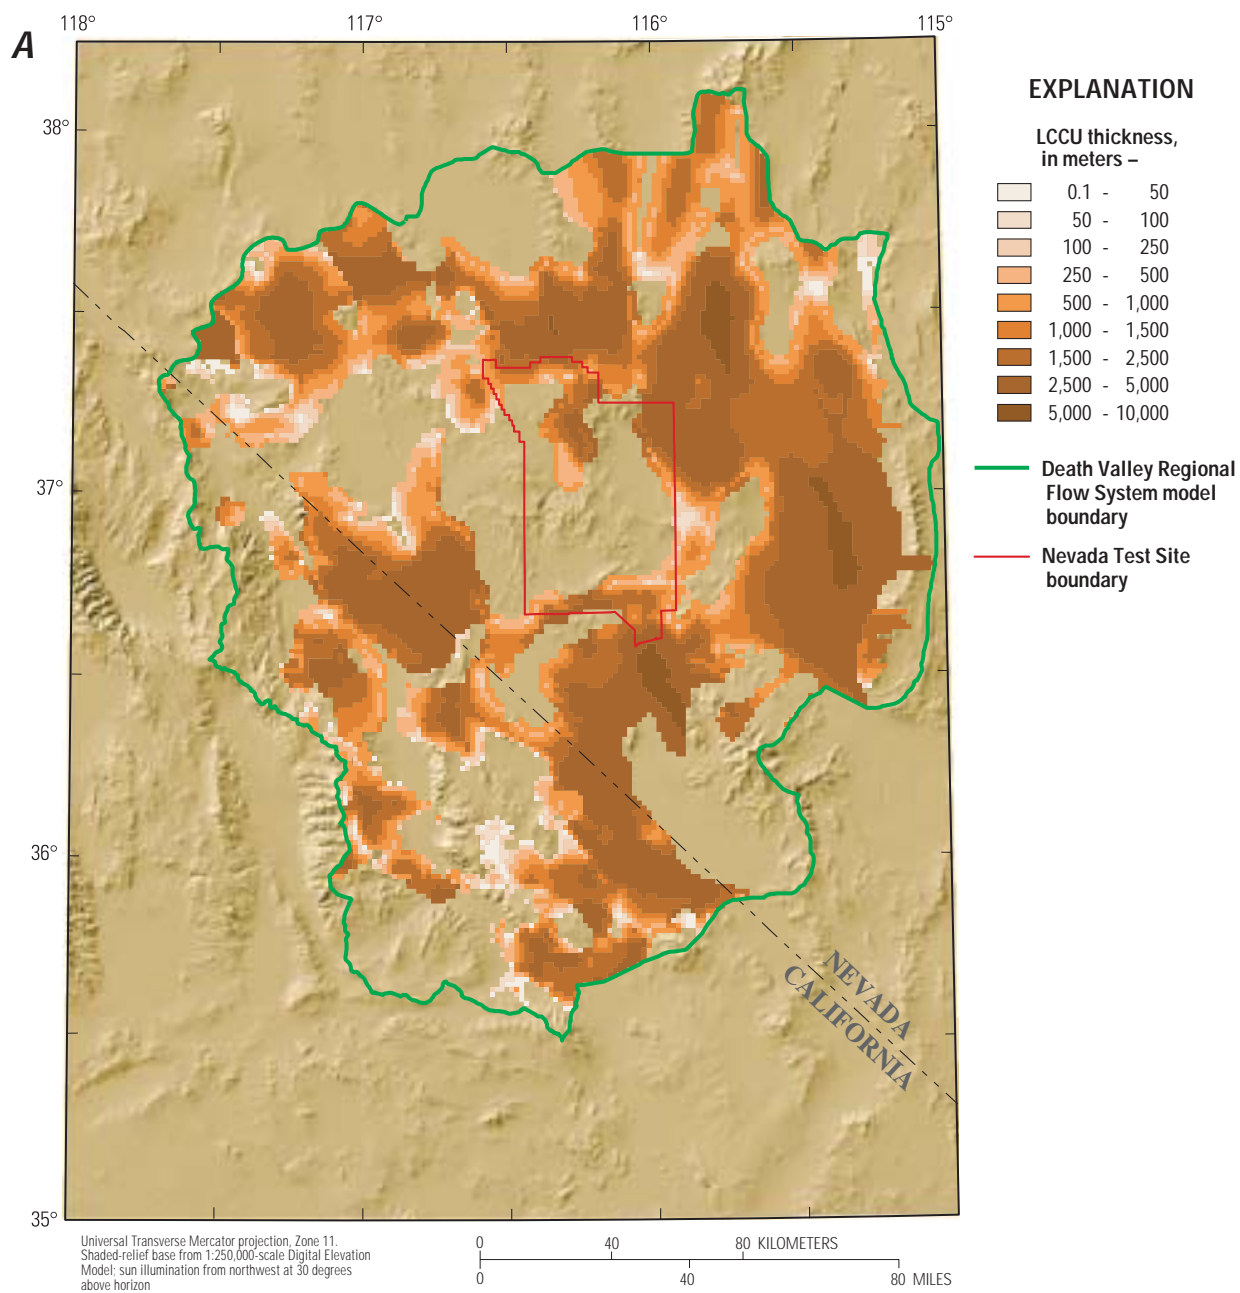 A
118°
117°
116°
115°
38°
37°
36°
35°
EXPLANATION
LCCU thickness,
in meters –
0.1 - 50
50 - 100
100 - 250
250 - 500
500 - 1,000
1,000 - 1,500
1,500 - 2,500
2,500 - 5,000
5,000 - 10,000
Death Valley Regional
Flow System model
boundary
Nevada Test Site
boundary
NEVADA
CALIFORNIA
Universal Transverse Mercator projection, Zone 11.
Shaded-relief base from 1:250,000-scale Digital Elevation
Model; sun illumination from northwest at 30 degrees
above horizon
0 40 80 KILOMETERS
0 40 80 MILES